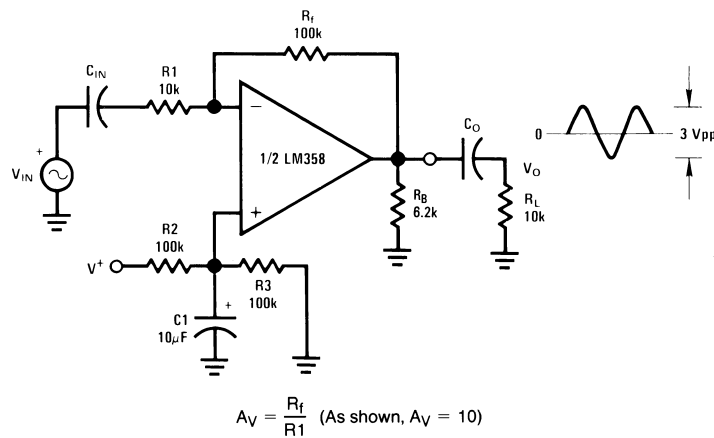 Rf
100k
CIN
R1
10k
−
1/2 LM358
+
+
VIN
R2
100k
V+
R3
100k
+
C1
10μF
RB
6.2k
CO
VO
RL
10k
0
3 Vpp
AV = Rf/R1 (As shown, AV = 10)